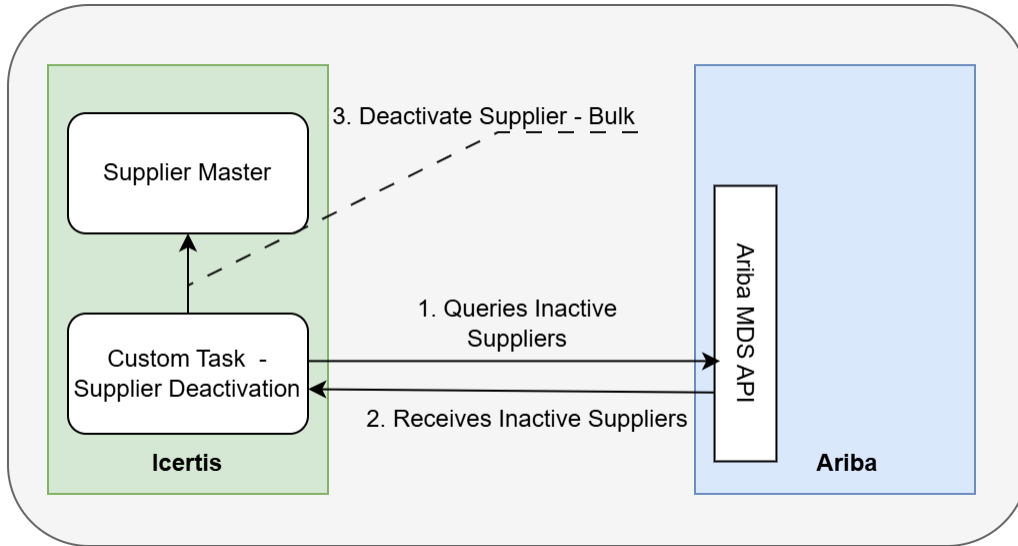 3. Deactivate Supplier - Bulk
Supplier Master
1. Queries Inactive
Suppliers
Custom Task  -
Supplier Deactivation
2. Receives Inactive Suppliers
Ariba MDS API
Icertis
Ariba